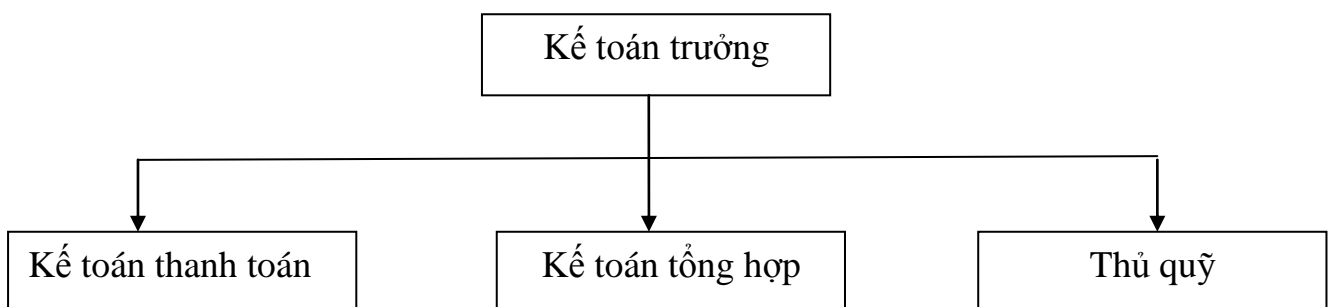 Kế toán trưởng
Kế toán thanh toán
Kế toán tổng hợp
Thủ quỹ